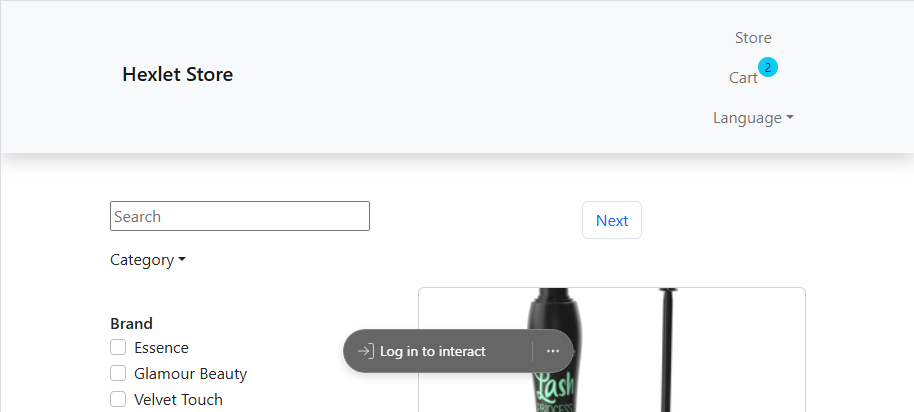 Hexlet Store
Store
Cart 2
Language
Search
Next
Category
Brand
Essence
Glamour Beauty
Velvet Touch
Log in to interact
Lash
PRINCESS